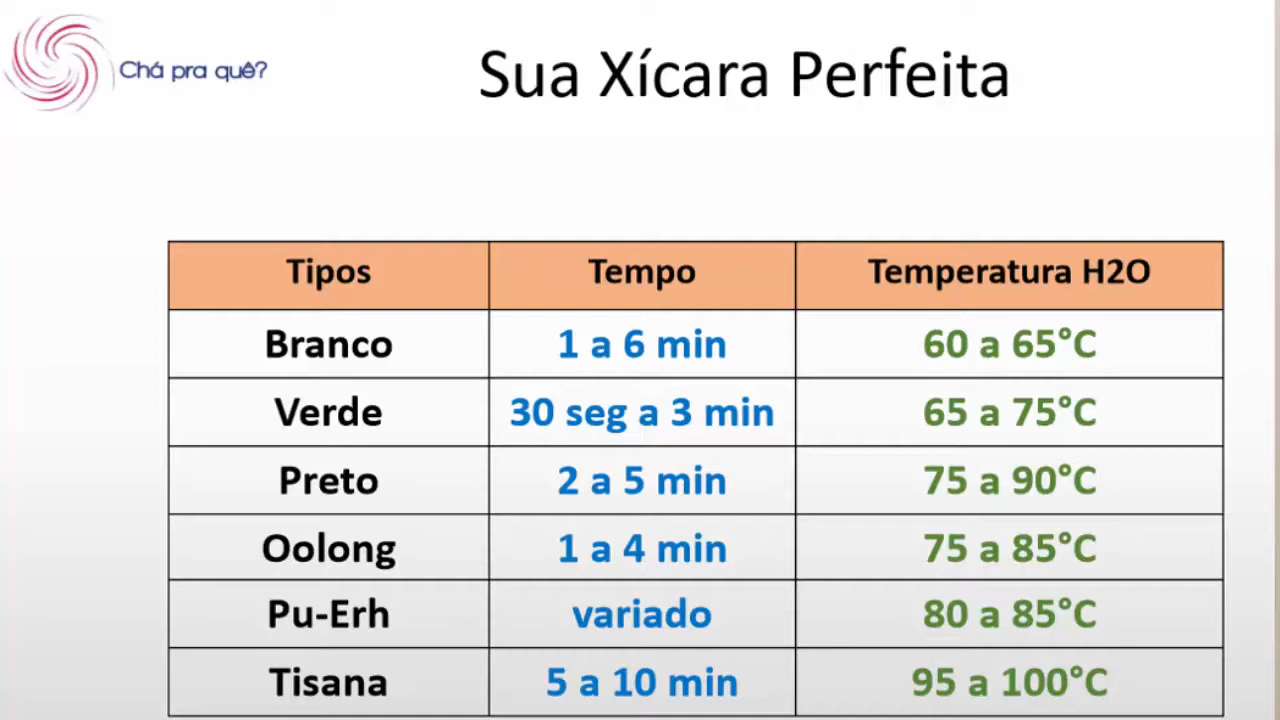 Chá pra quê?
Sua Xícara Perfeita
Tipos Tempo Temperatura H2O
Branco 1 a 6 min 60 a 65°C
Verde 30 seg a 3 min 65 a 75°C
Preto 2 a 5 min 75 a 90°C
Oolong 1 a 4 min 75 a 85°C
Pu-Erh variado 80 a 85°C
Tisana 5 a 10 min 95 a 100°C